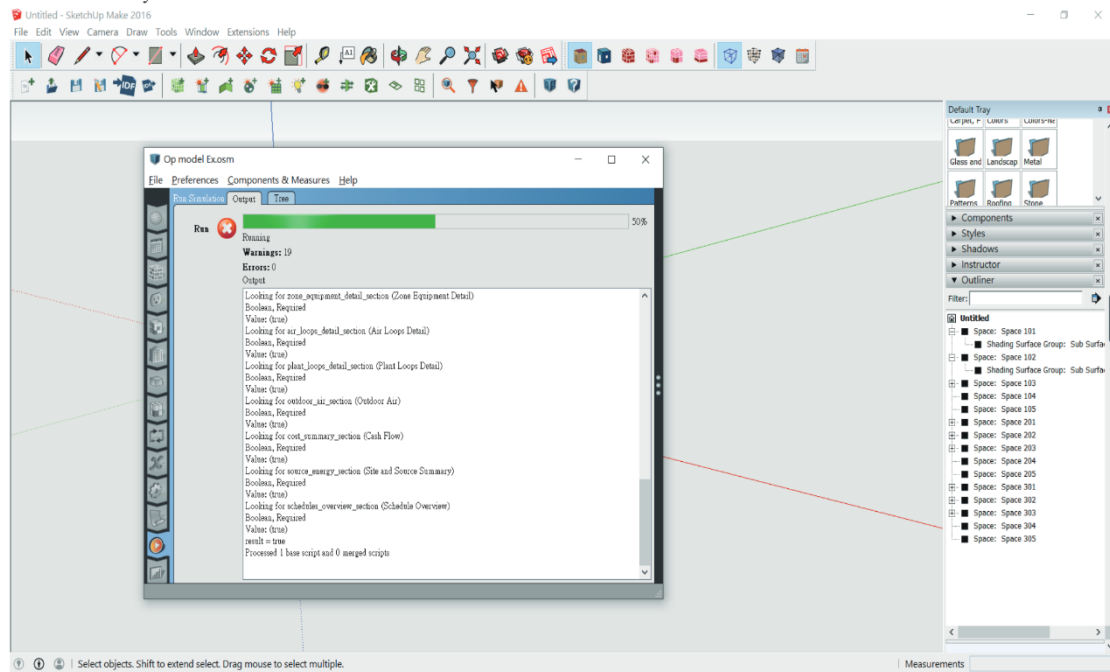 Untitled - SketchUp Make 2016
File Edit View Camera Draw Tools Window Extensions Help
Default Tray
Carpet, F Colors Colors-Na
Glass and Landscap Metal
Patterns Roofing Stone
Components
Styles
Shadows
Instructor
Outliner
Filter:
Untitled
Space: Space 101
Shading Surface Group: Sub Surfa
Space: Space 102
Shading Surface Group: Sub Surfa
Space: Space 103
Space: Space 104
Space: Space 105
Space: Space 201
Space: Space 202
Space: Space 203
Space: Space 204
Space: Space 205
Space: Space 301
Space: Space 302
Space: Space 303
Space: Space 304
Space: Space 305
Op model Ex.osm
File Preferences Components & Measures Help
Run Simulation Output Tree
Run
50%
Running
Warnings: 19
Errors: 0
Output
Looking for zone_equipment_detail_section (Zone Equipment Detail)
Boolean, Required
Value: (true)
Looking for air_loops_detail_section (Air Loops Detail)
Boolean, Required
Value: (true)
Looking for plant_loops_detail_section (Plant Loops Detail)
Boolean, Required
Value: (true)
Looking for outdoor_air_section (Outdoor Air)
Boolean, Required
Value: (true)
Looking for cost_summary_section (Cash Flow)
Boolean, Required
Value: (true)
Looking for source_energy_section (Site and Source Summary)
Boolean, Required
Value: (true)
Looking for schedules_overview_section (Schedule Overview)
Boolean, Required
Value: (true)
result = true
Processed 1 base script and 0 merged scripts
Select objects. Shift to extend select. Drag mouse to select multiple.
Measurements